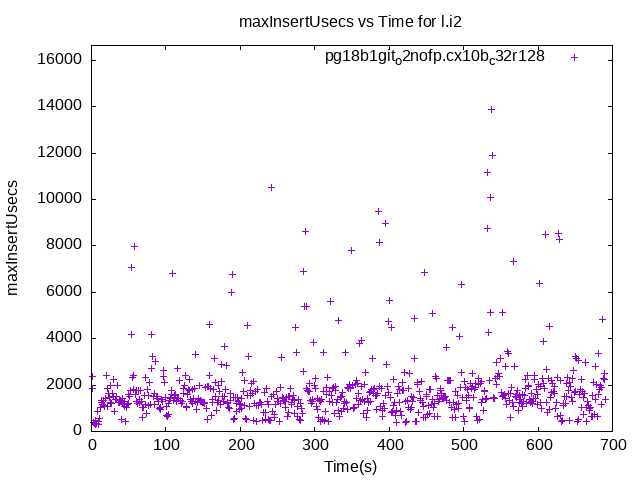 maxInsertUsecs vs Time for l.i2
pg18b1git_o2nofp.cx10b_c32r128
16000
14000
12000
10000
8000
6000
4000
2000
0
maxInsertUsecs
0 100 200 300 400 500 600 700
Time(s)